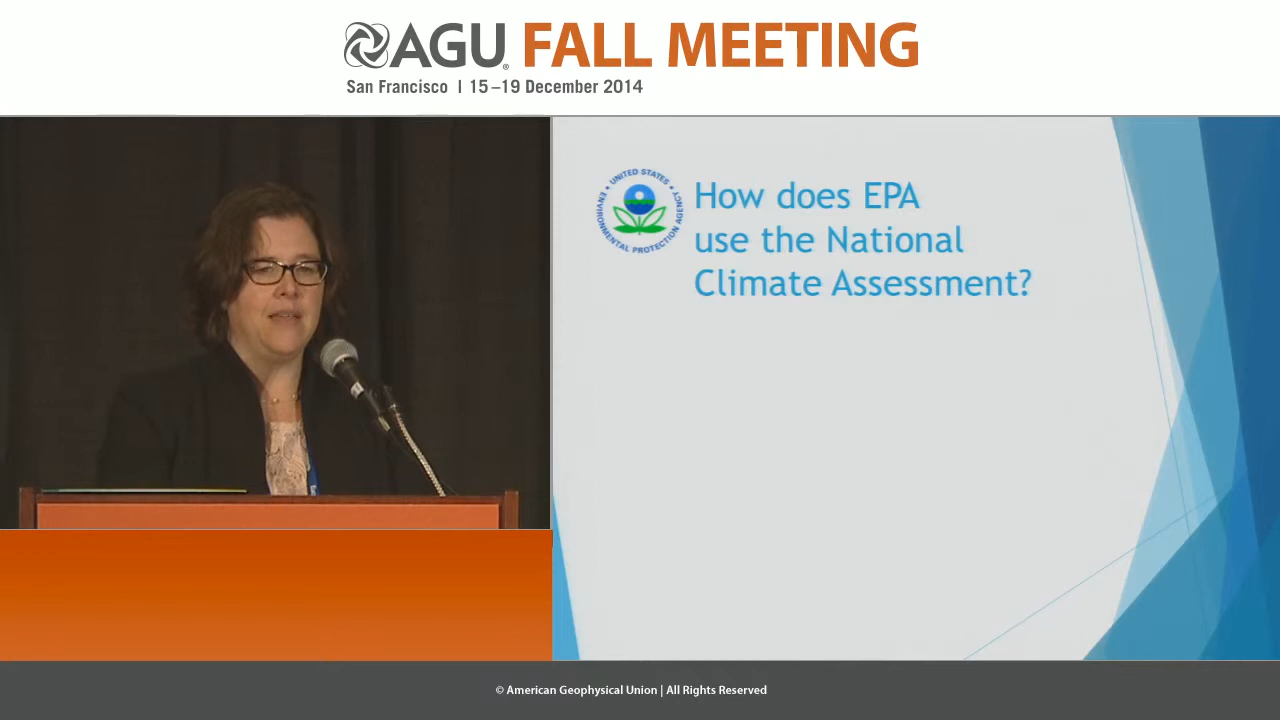 AGU® FALL MEETING
San Francisco | 15–19 December 2014
UNITED STATES
ENVIRONMENTAL PROTECTION AGENCY
How does EPA
use the National
Climate Assessment?
© American Geophysical Union | All Rights Reserved